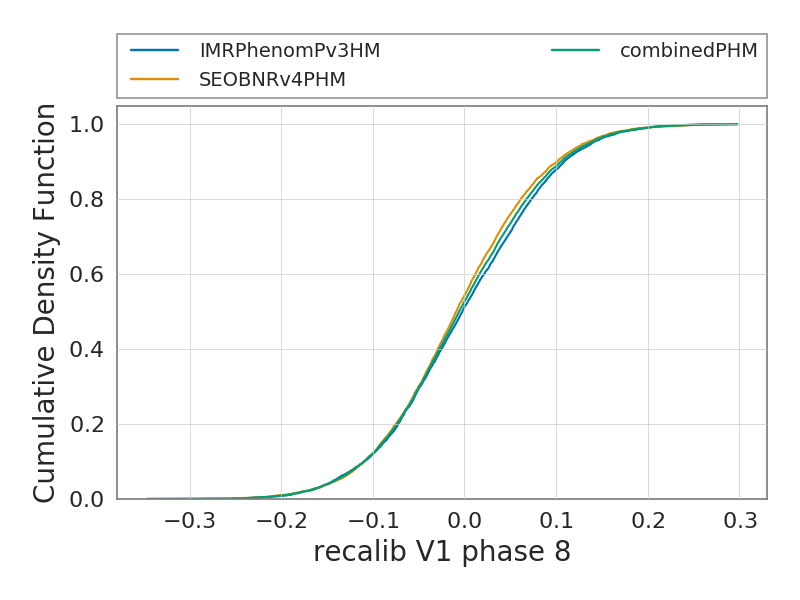 IMRPhenomPv3HM
SEOBNRv4PHM
combinedPHM
Cumulative Density Function
1.0
0.8
0.6
0.4
0.2
0.0
−0.3 −0.2 −0.1 0.0 0.1 0.2 0.3
recalib V1 phase 8